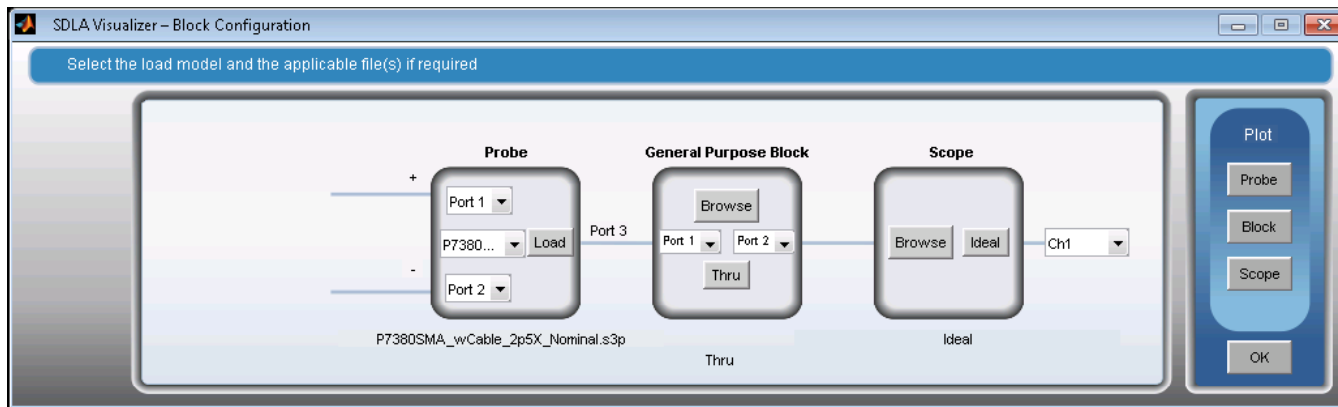 SDLA Visualizer – Block Configuration
Select the load model and the applicable file(s) if required
Probe General Purpose Block Scope
+
Port 1
P7380... Load
-
Port 2
Port 3
Browse
Port 1 Port 2
Thru
Browse Ideal
Ch1
P7380SMA_wCable_2p5X_Nominal.s3p
Thru
Ideal
Plot
Probe
Block
Scope
OK